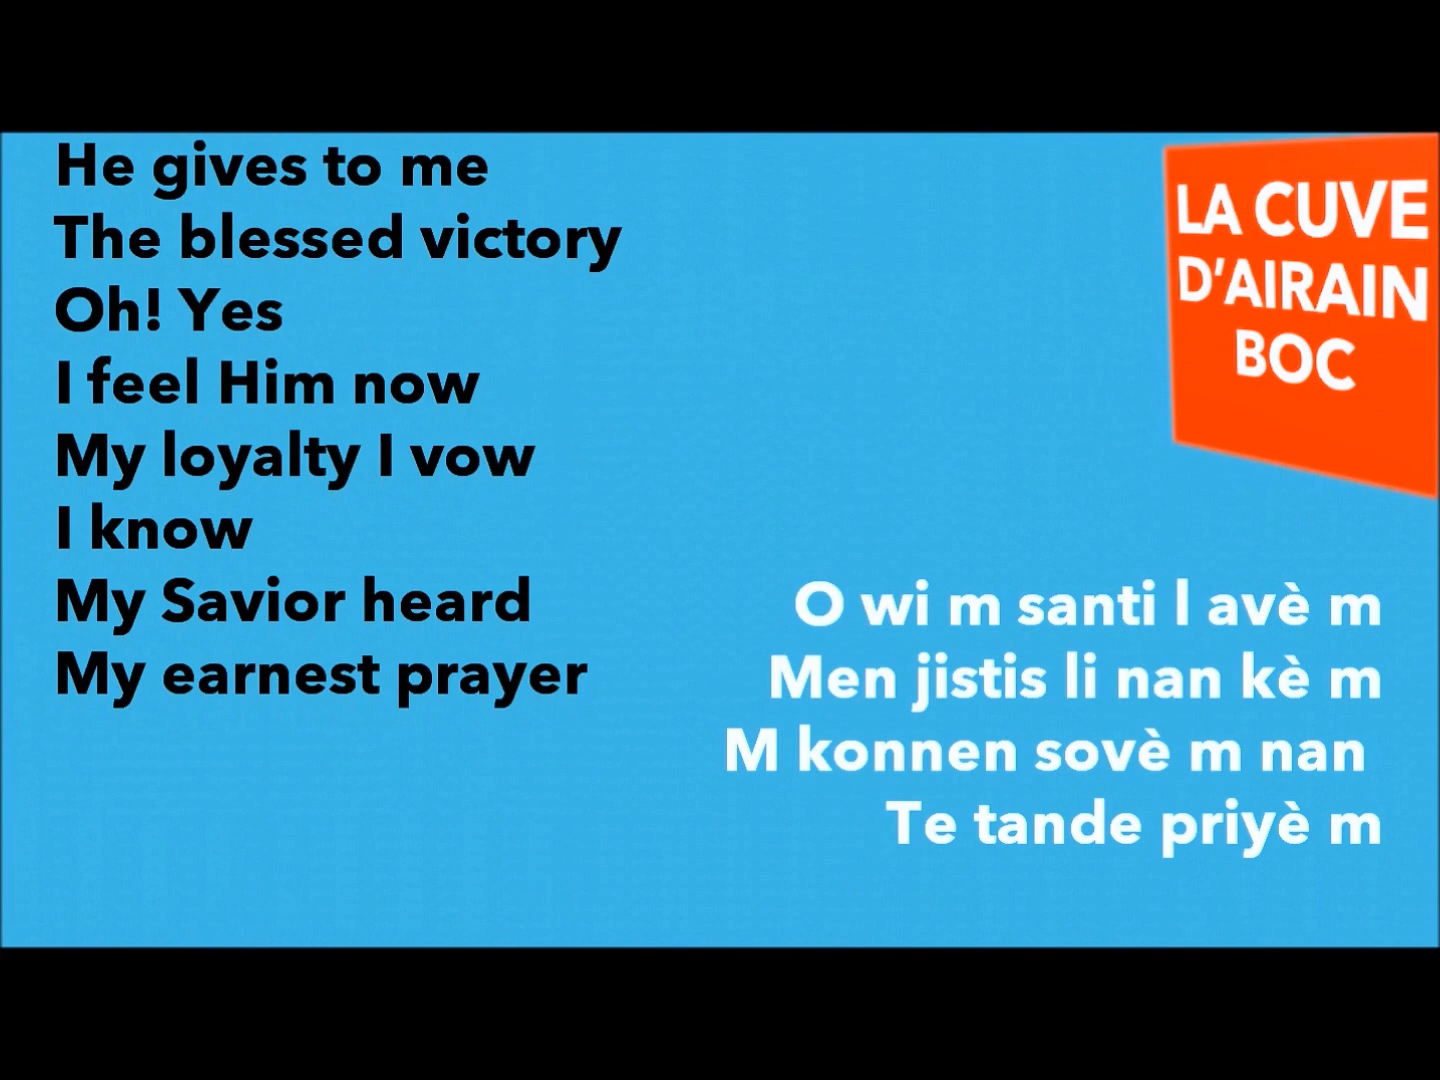 He gives to me
The blessed victory
Oh! Yes
I feel Him now
My loyalty I vow
I know
My Savior heard
My earnest prayer
LA CUVE
D'AIRAIN
BOC
O wi m santi l avè m
Men jistis li nan kè m
M konnen sovè m nan
Te tande priyè m